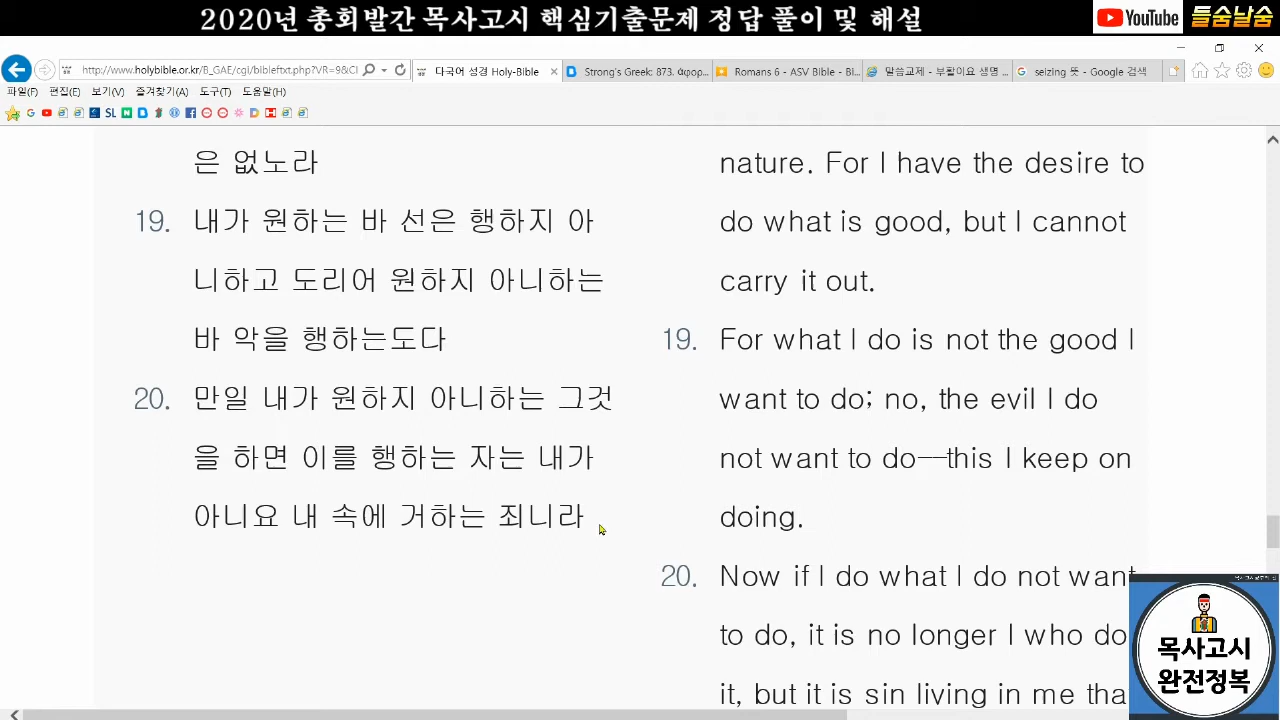 2020년 총회발간 목사고시 핵심기출문제 정답 풀이 및 해설
YouTube
들숨날숨
http://www.holybible.or.kr/B_GAE/cgi/bibleftxt.php?VR=9&CI
다국어 성경 Holy-Bible
Strong's Greek: 873. ἀφορ...
Romans 6 - ASV Bible - Bl...
말씀교제 - 부활이요 생명 ...
seizing 뜻 - Google 검색
파일(F) 편집(E) 보기(V) 즐겨찾기(A) 도구(T) 도움말(H)
은 없노라
19. 내가 원하는 바 선은 행하지 아
니하고 도리어 원하지 아니하는
바 악을 행하는도다
20. 만일 내가 원하지 아니하는 그것
을 하면 이를 행하는 자는 내가
아니요 내 속에 거하는 죄니라
nature. For I have the desire to
do what is good, but I cannot
carry it out.
19. For what I do is not the good I
want to do; no, the evil I do
not want to do--this I keep on
doing.
20. Now if I do what I do not want
to do, it is no longer I who do
it, but it is sin living in me tha
목사고시
완전정복